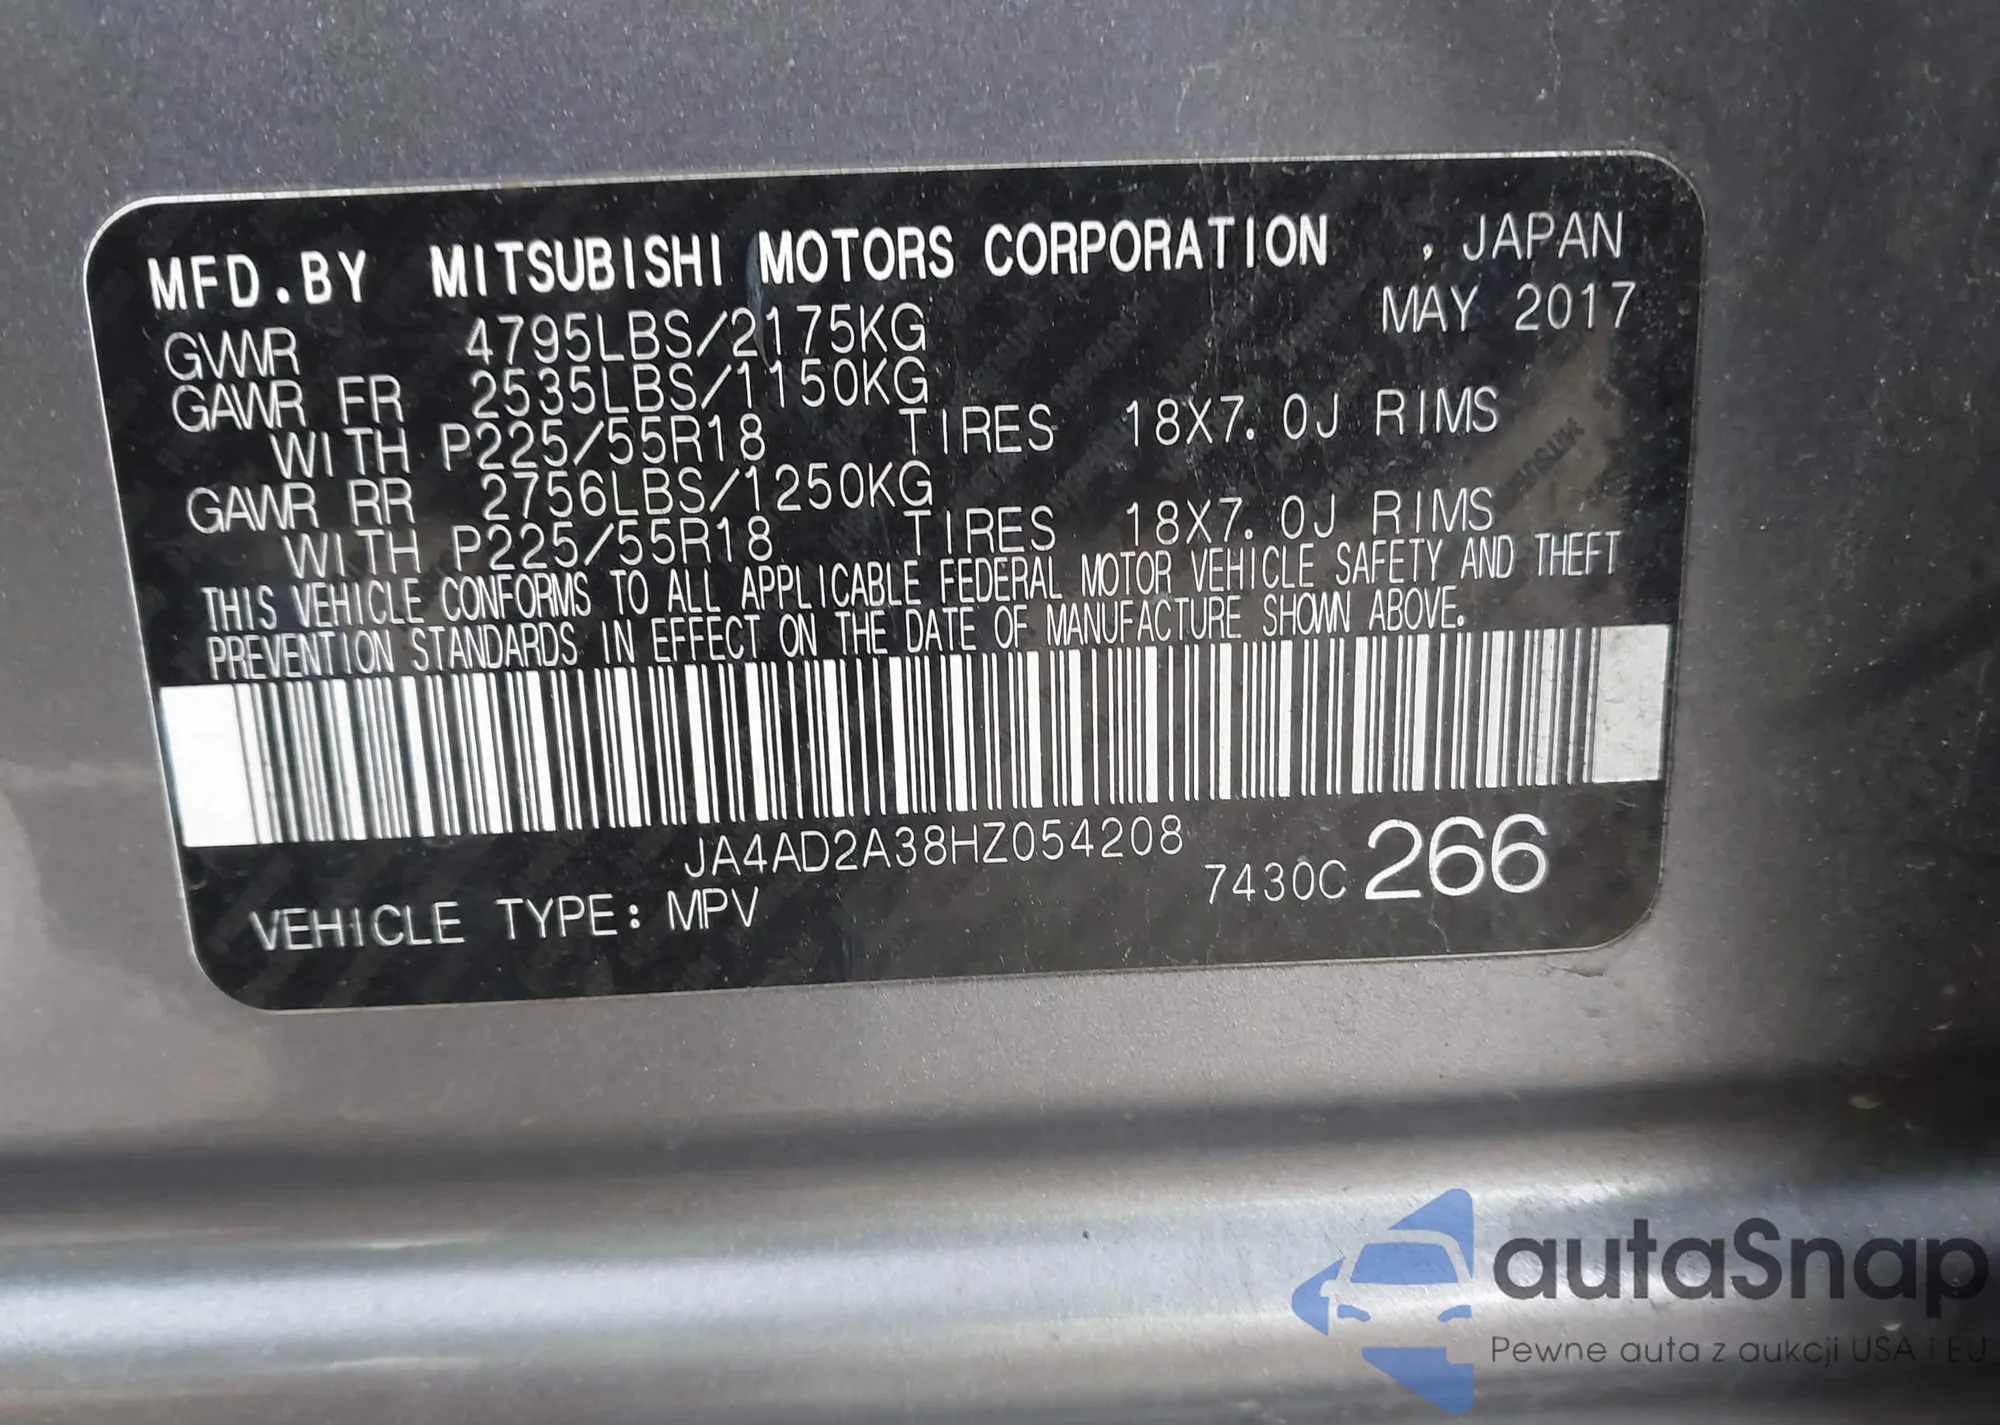 MFD.BY MITSUBISHI MOTORS CORPORATION , JAPAN
MAY 2017
GVWR 4795LBS/2175KG
GAWR FR 2535LBS/1150KG
WITH P225/55R18 TIRES 18X7.0J RIMS
GAWR RR 2756LBS/1250KG
WITH P225/55R18 TIRES 18X7.0J RIMS
THIS VEHICLE CONFORMS TO ALL APPLICABLE FEDERAL MOTOR VEHICLE SAFETY AND THEFT
PREVENTION STANDARDS IN EFFECT ON THE DATE OF MANUFACTURE SHOWN ABOVE.
JA4AD2A38HZ054208
7430C 266
VEHICLE TYPE: MPV
autaSnap
Pewne auta z aukcji USA i EU